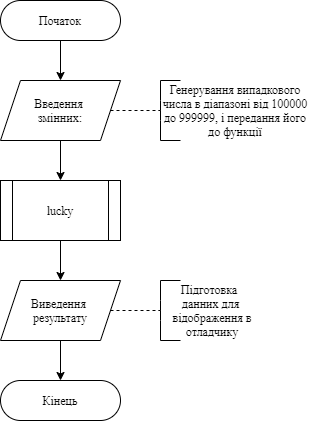 Початок
Введення
змінних:
Генерування випадкового
числа в діапазоні від 100000
до 999999, і передання його
до функції
lucky
Виведення
результату
Підготовка
данних для
відображення в
отладчику
Кінець